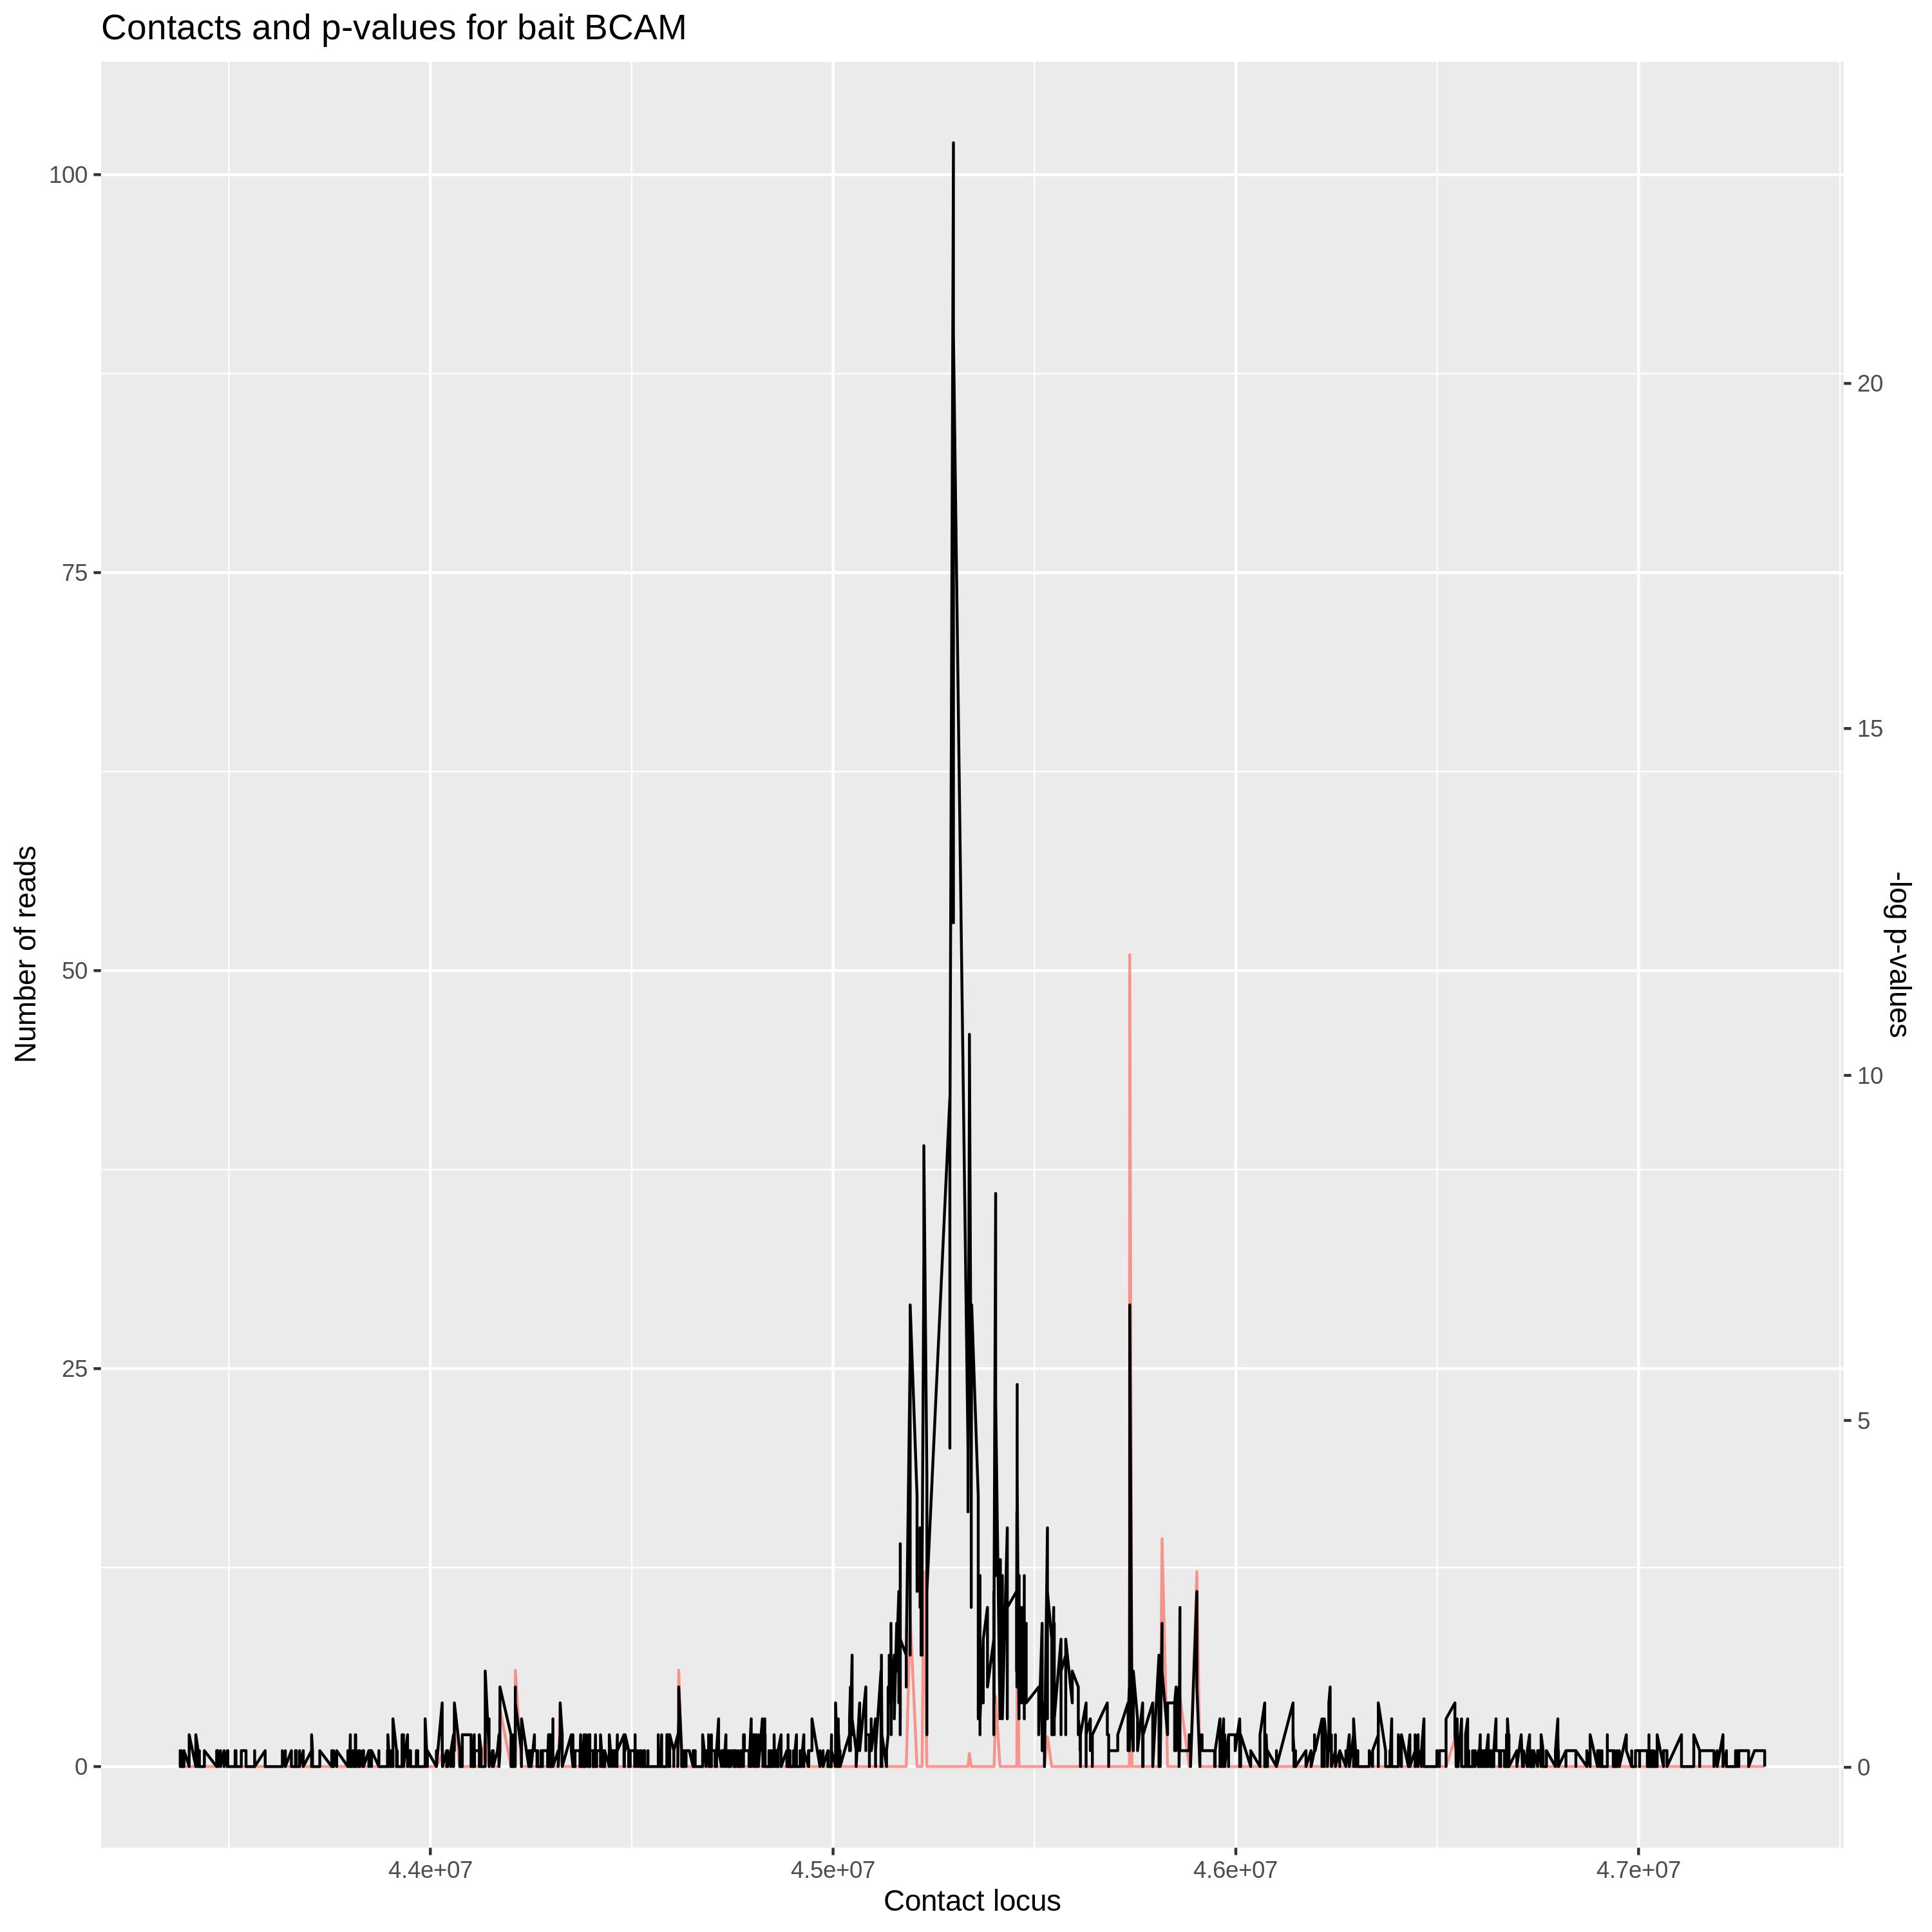 Contacts and p-values for bait BCAM
100
75
50
25
0
Number of reads
20
15
10
5
0
-log p-values
4.4e+07
4.5e+07
4.6e+07
4.7e+07
Contact locus